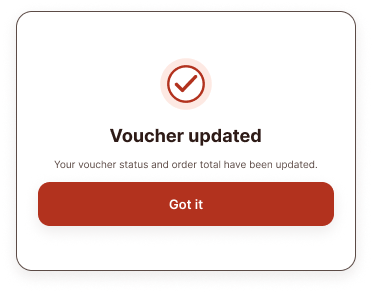 Voucher updated
Your voucher status and order total have been updated.
Got it